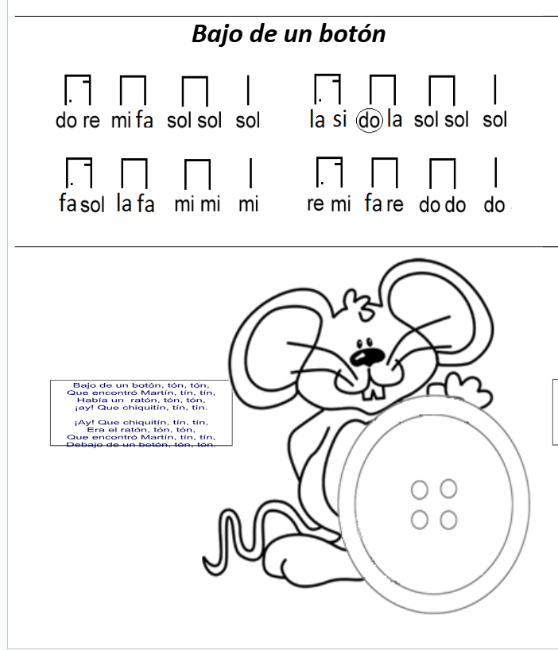 Bajo de un botón
do re mi fa sol sol sol la si do la sol sol sol
fa sol la fa mi mi mi re mi fa re do do do
Bajo de un botón, tón, tón,
Que encontró Martín, tín, tín,
Había un ratón, tón, tón,
¡ay! Que chiquitín, tín, tín.
¡Ay! Que chiquitín, tín, tín,
Era el ratón, tón, tón,
Que encontró Martín, tín, tín,
Debajo de un botón, tón, tón.